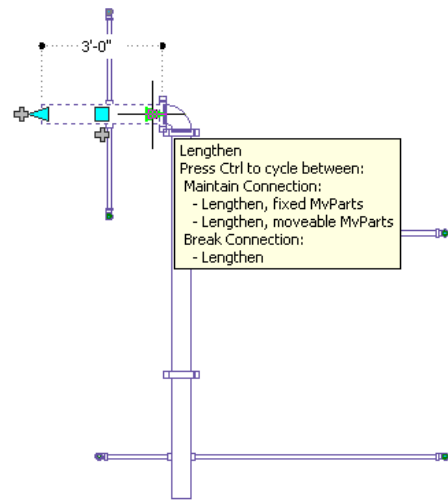 3'-0"
Lengthen
Press Ctrl to cycle between:
Maintain Connection:
- Lengthen, fixed MvParts
- Lengthen, moveable MvParts
Break Connection:
- Lengthen